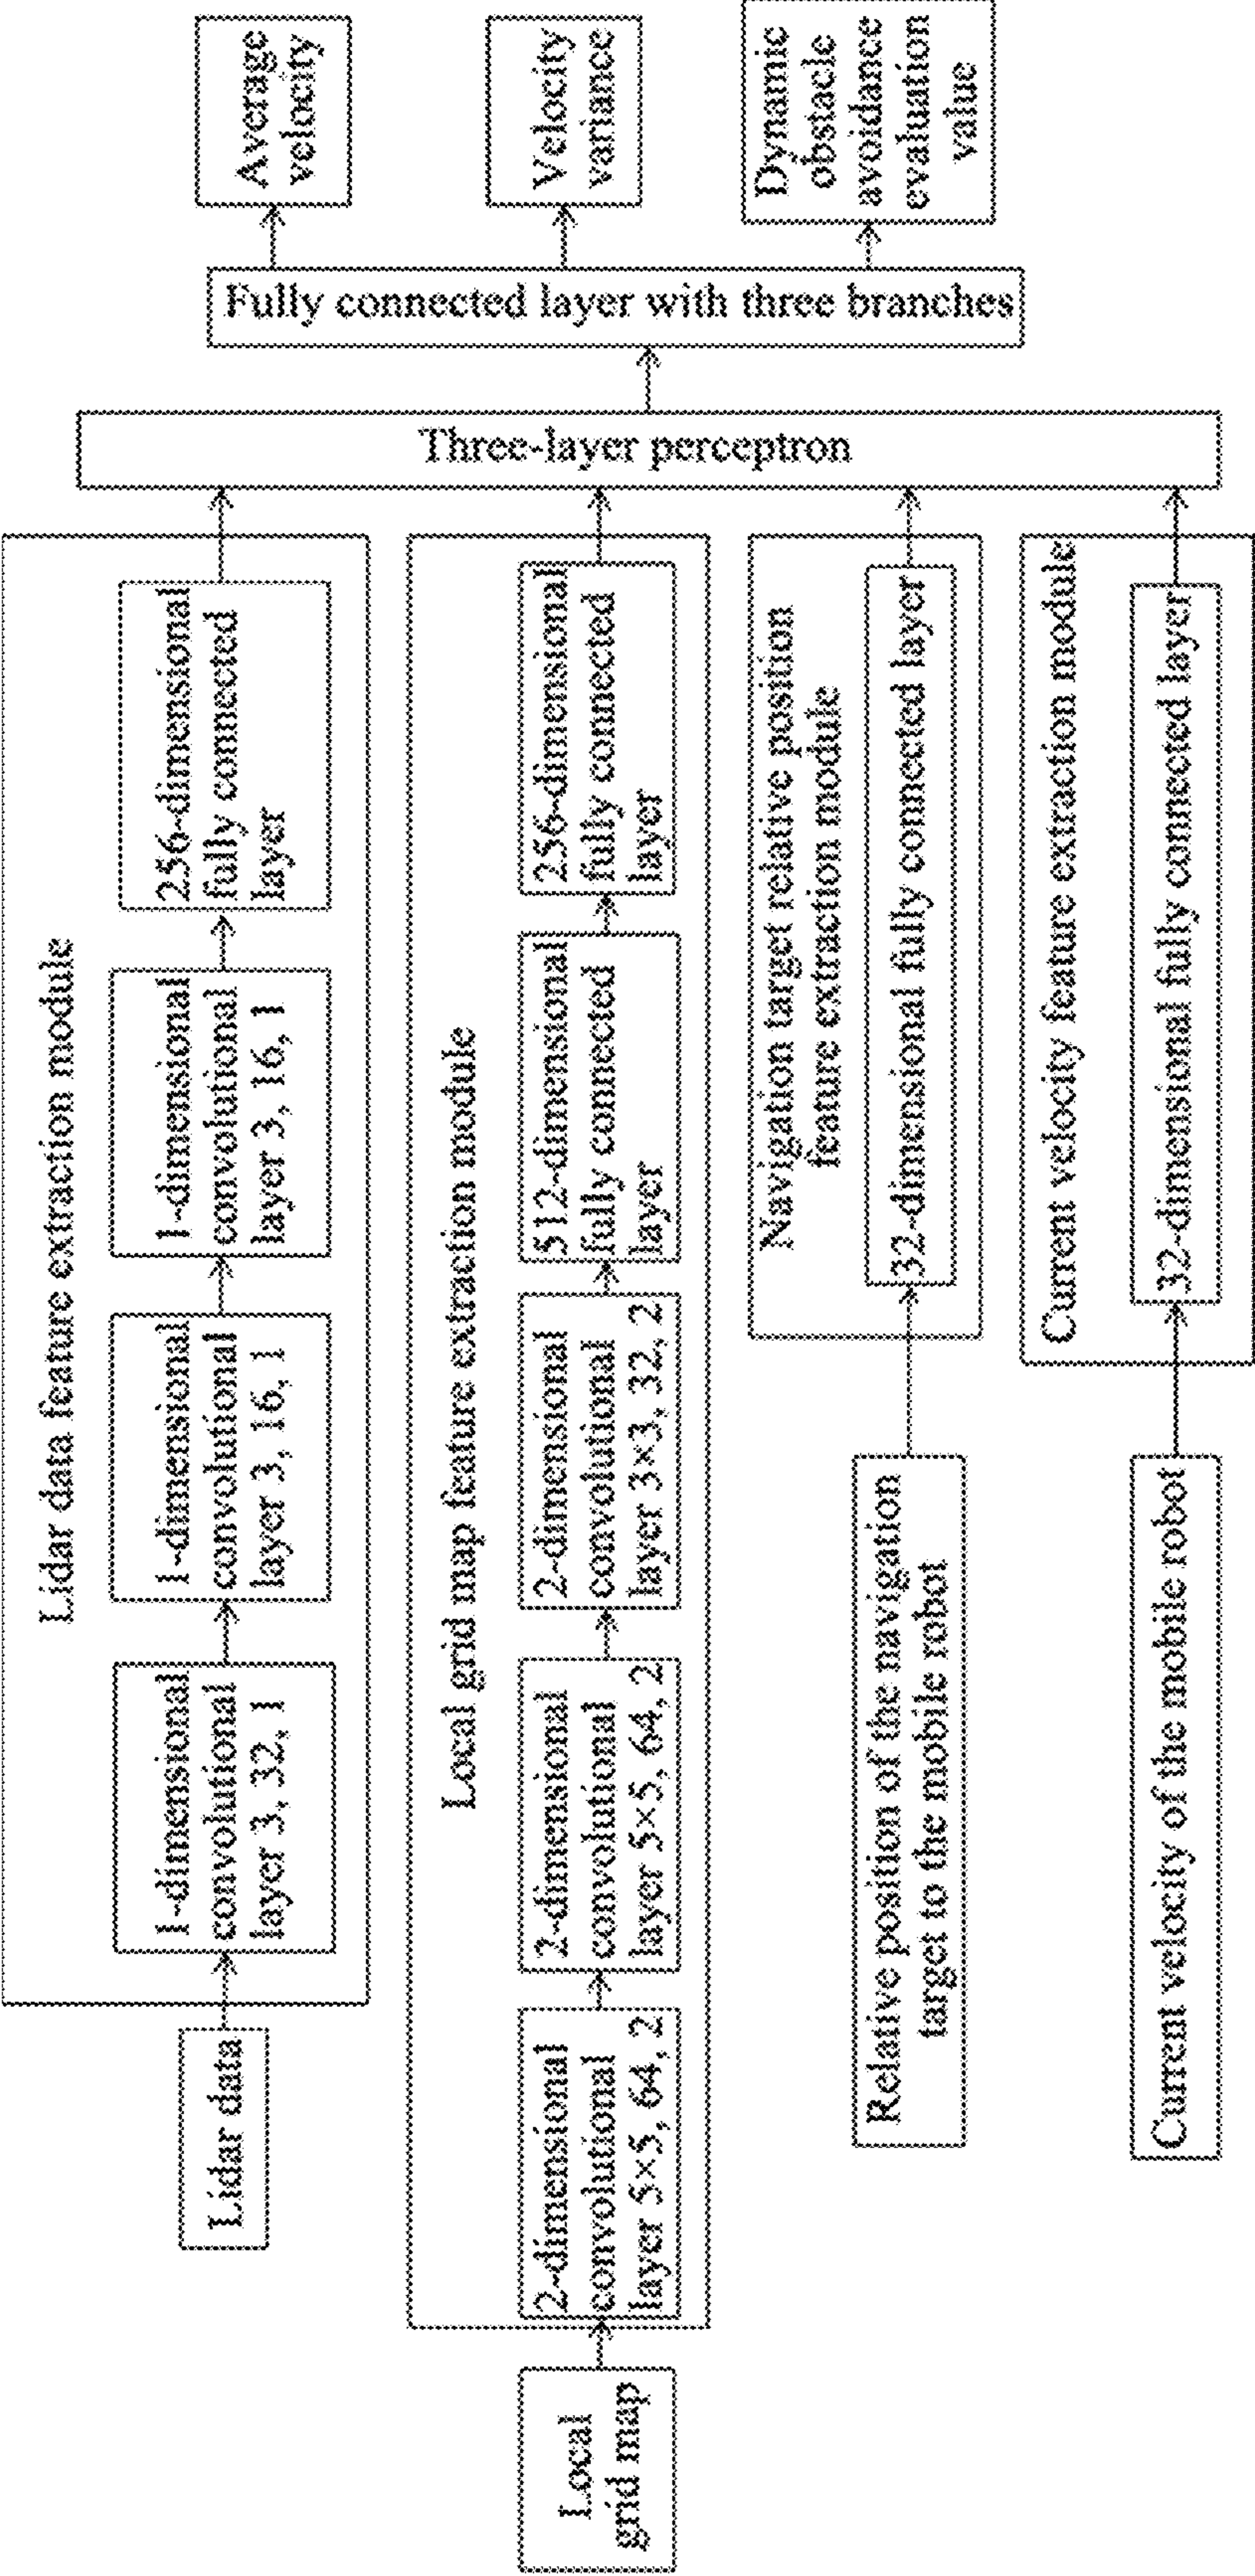 Lidar data
Lidar data feature extraction module
1-dimensional
convolutional
layer 3, 32, 1
1-dimensional
convolutional
layer 3, 16, 1
1-dimensional
convolutional
layer 3, 16, 1
256-dimensional
fully connected
layer
Local
grid map
Local grid map feature extraction module
2-dimensional
convolutional
layer 5×5, 64, 2
2-dimensional
convolutional
layer 5×5, 64, 2
2-dimensional
convolutional
layer 3×3, 32, 2
512-dimensional
fully connected
layer
256-dimensional
fully connected
layer
Relative position of the navigation
target to the mobile robot
Navigation target relative position
feature extraction module
32-dimensional fully connected layer
Current velocity of the mobile robot
Current velocity feature extraction module
32-dimensional fully connected layer
Three-layer perceptron
Fully connected layer with three branches
Average
velocity
Velocity
variance
Dynamic
obstacle
avoidance
evaluation
value